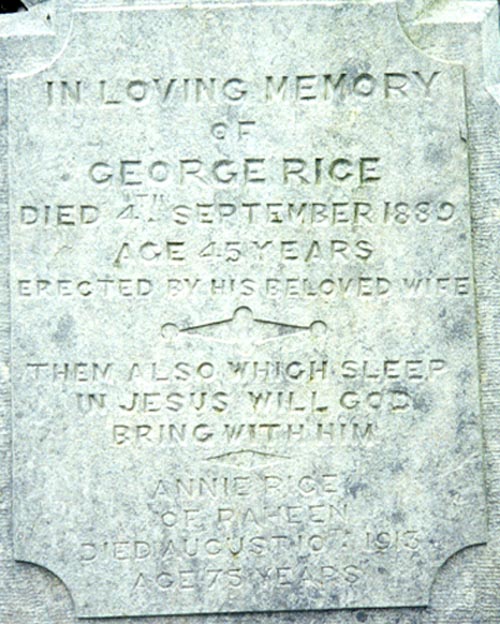 IN LOVING MEMORY
OF
GEORGE RICE
DIED 4TH SEPTEMBER 1889
AGE 45 YEARS
ERECTED BY HIS BELOVED WIFE
THEM ALSO WHICH SLEEP
IN JESUS WILL GOD
BRING WITH HIM
ANNIE RICE
OF RAHEEN
DIED AUGUST 10TH 1913
AGE 75 YEARS